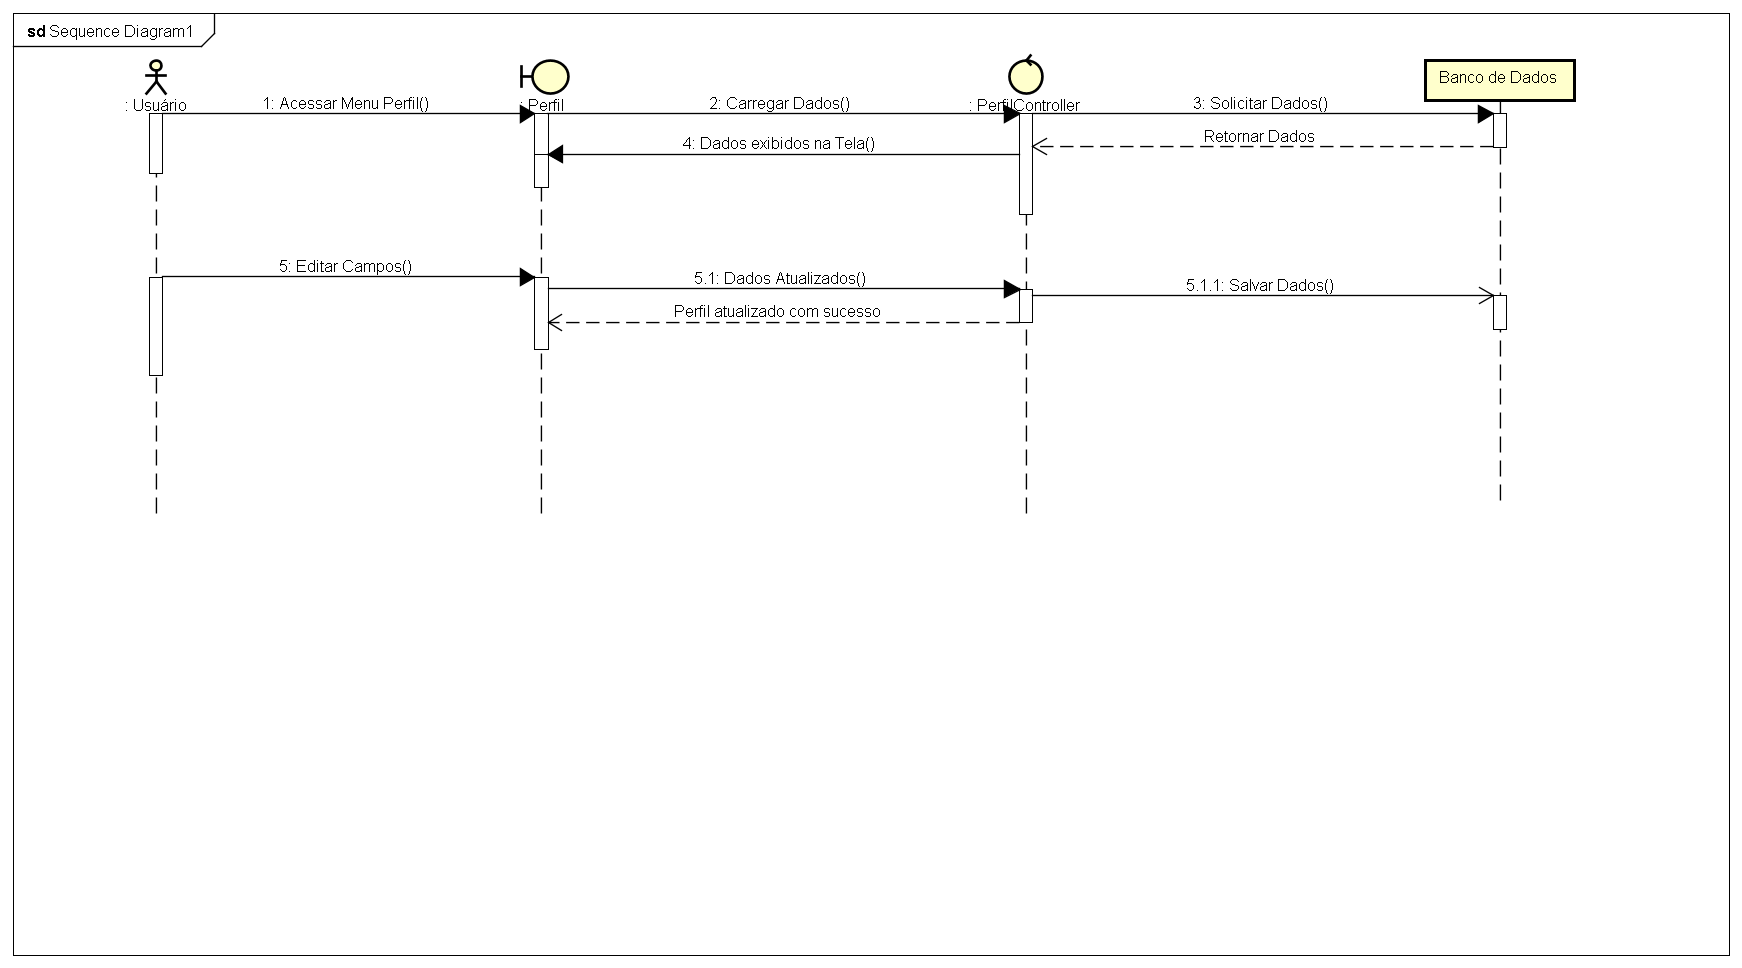 sd Sequence Diagram1
Banco de Dados
: Usuário
: Perfil
: PerfilController
1: Acessar Menu Perfil()
2: Carregar Dados()
3: Solicitar Dados()
Retornar Dados
4: Dados exibidos na Tela()
5: Editar Campos()
5.1: Dados Atualizados()
5.1.1: Salvar Dados()
Perfil atualizado com sucesso